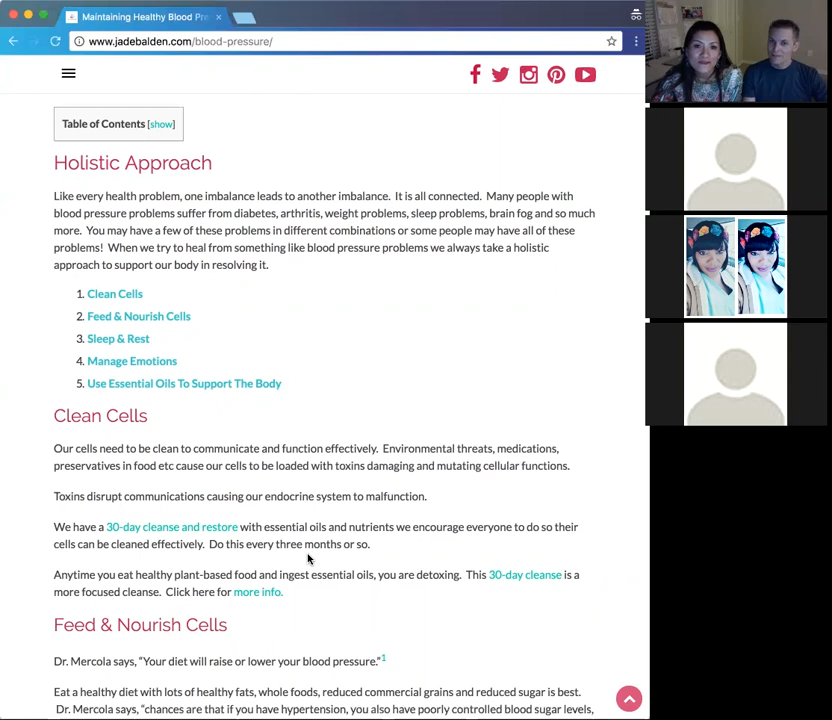 Maintaining Healthy Blood Pre
www.jadebalden.com/blood-pressure/
Table of Contents [show]
Holistic Approach
Like every health problem, one imbalance leads to another imbalance. It is all connected. Many people with
blood pressure problems suffer from diabetes, arthritis, weight problems, sleep problems, brain fog and so much
more. You may have a few of these problems in different combinations or some people may have all of these
problems! When we try to heal from something like blood pressure problems we always take a holistic
approach to support our body in resolving it.
1. Clean Cells
2. Feed & Nourish Cells
3. Sleep & Rest
4. Manage Emotions
5. Use Essential Oils To Support The Body
Clean Cells
Our cells need to be clean to communicate and function effectively. Environmental threats, medications,
preservatives in food etc cause our cells to be loaded with toxins damaging and mutating cellular functions.
Toxins disrupt communications causing our endocrine system to malfunction.
We have a 30-day cleanse and restore with essential oils and nutrients we encourage everyone to do so their
cells can be cleaned effectively. Do this every three months or so.
Anytime you eat healthy plant-based food and ingest essential oils, you are detoxing. This 30-day cleanse is a
more focused cleanse. Click here for more info.
Feed & Nourish Cells
Dr. Mercola says, “Your diet will raise or lower your blood pressure.”1
Eat a healthy diet with lots of healthy fats, whole foods, reduced commercial grains and reduced sugar is best.
Dr. Mercola says, “chances are that if you have hypertension, you also have poorly controlled blood sugar levels,